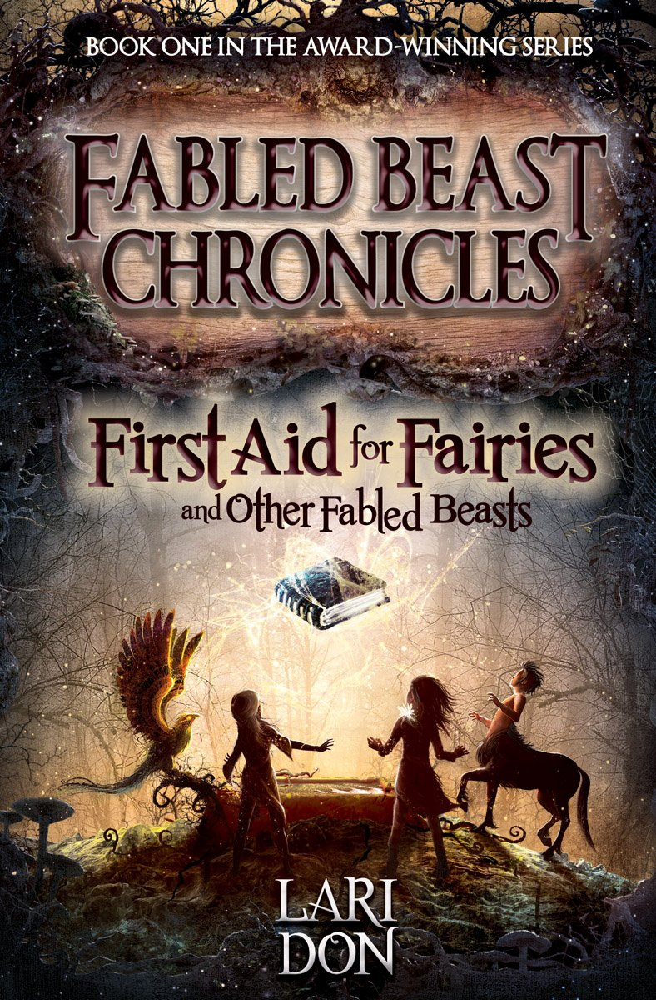 BOOK ONE IN THE AWARD-WINNING SERIES
FABLED BEAST
CHRONICLES
First Aid for Fairies
and Other Fabled Beasts
LARI
DON